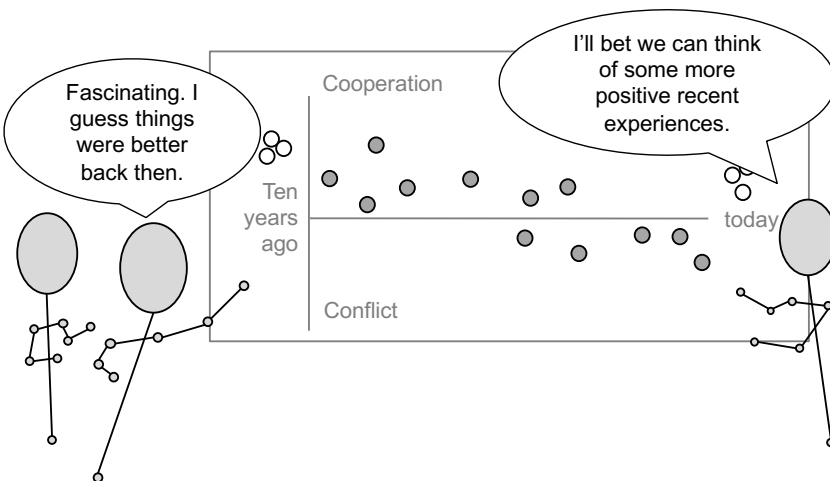 Fascinating. I
guess things
were better
back then.
I’ll bet we can think
of some more
positive recent
experiences.
Cooperation
Ten
years
ago
today
Conflict